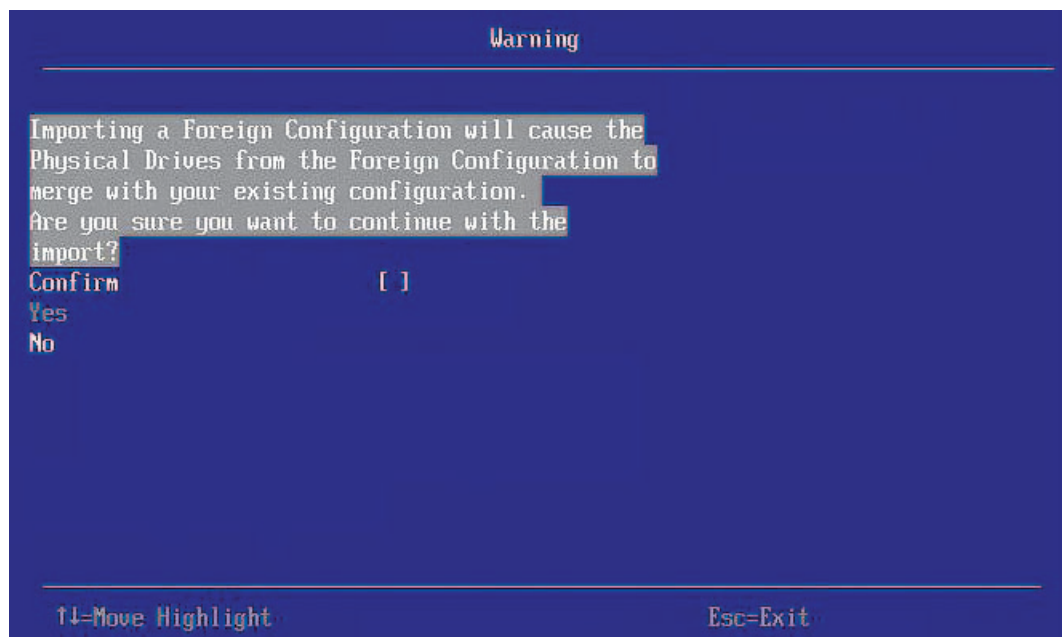 Warning
Importing a Foreign Configuration will cause the
Physical Drives from the Foreign Configuration to
merge with your existing configuration.
Are you sure you want to continue with the
import?
Confirm [ ]
Yes
No
↑↓=Move Highlight Esc=Exit